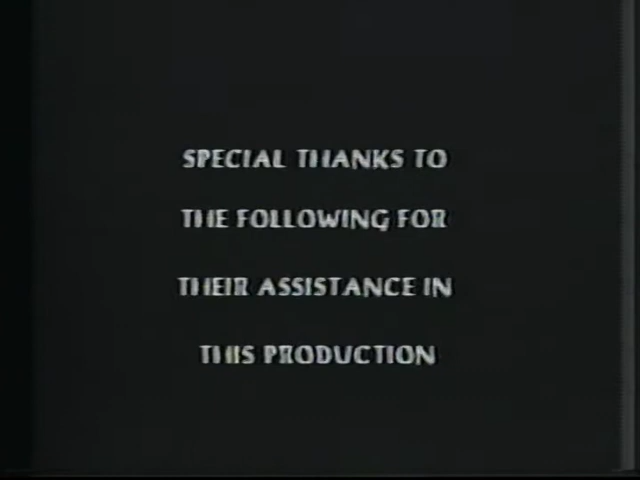 SPECIAL THANKS TO
THE FOLLOWING FOR
THEIR ASSISTANCE IN
THIS PRODUCTION